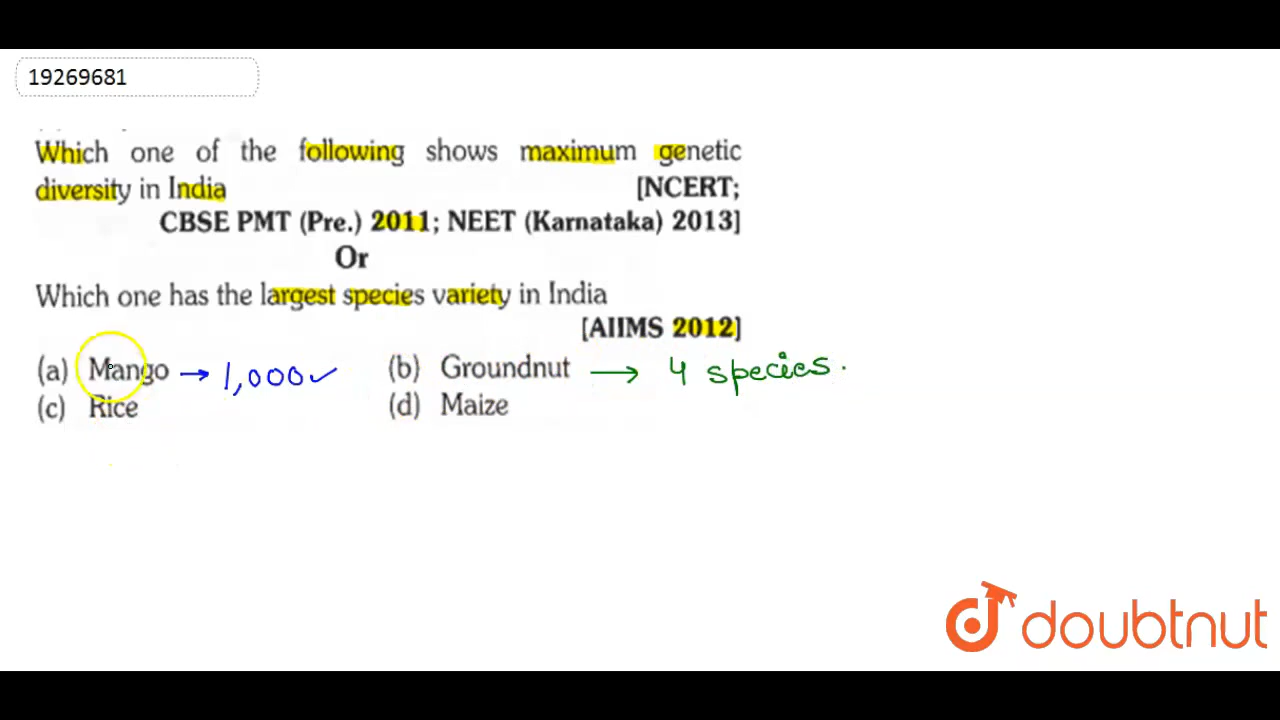 19269681
Which one of the following shows maximum genetic
diversity in India [NCERT;
CBSE PMT (Pre.) 2011; NEET (Karnataka) 2013]
Or
Which one has the largest species variety in India
[AIIMS 2012]
(a) Mango → 1,000 ✓ (b) Groundnut → 4 species.
(c) Rice (d) Maize
doubtnut